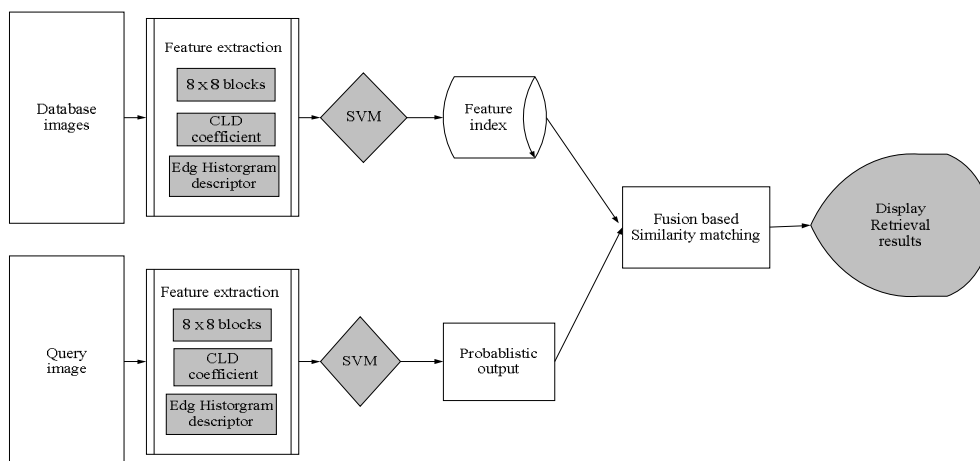 Database
images
Feature extraction
8 x 8 blocks
CLD
coefficient
Edg Historgram
descriptor
SVM
Feature
index
Fusion based
Similarity matching
Display
Retrieval
results
Query
image
Feature extraction
8 x 8 blocks
CLD
coefficient
Edg Historgram
descriptor
SVM
Probablistic
output